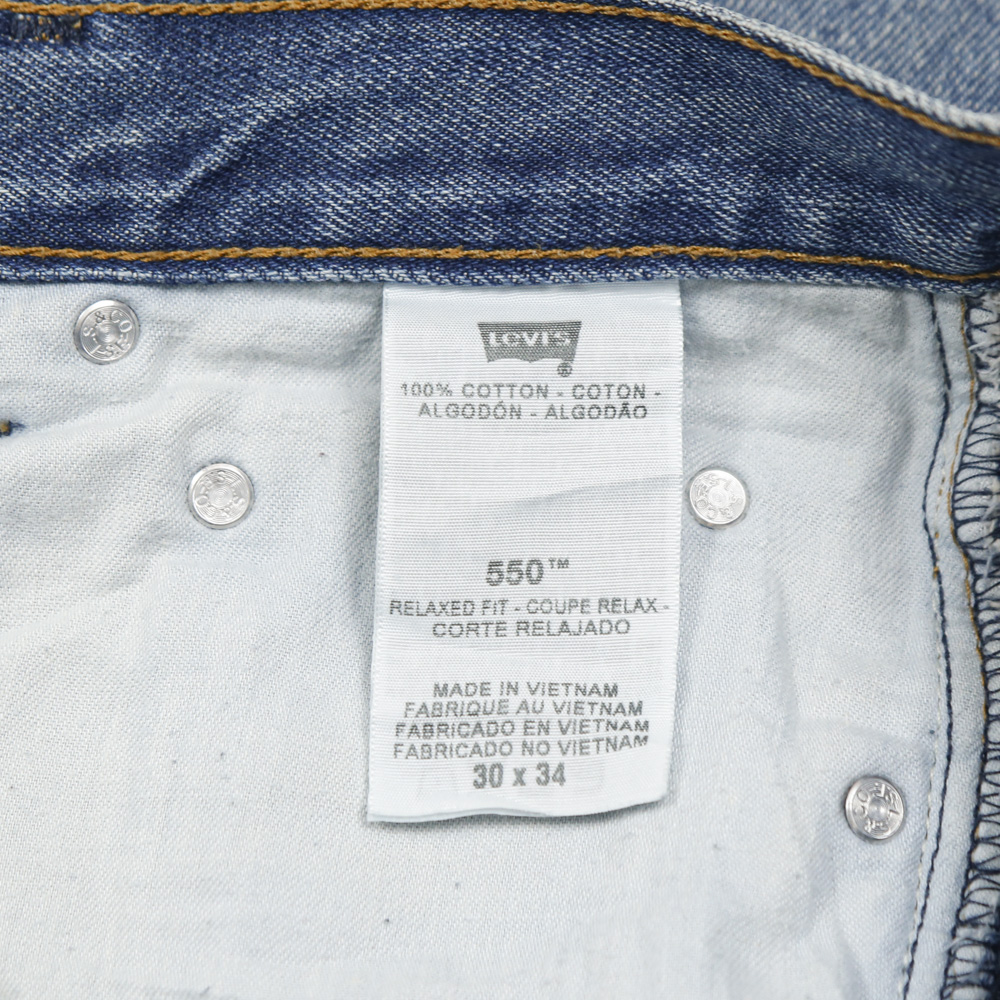 LEVI'S
®
100% COTTON - COTON -
ALGODÓN - ALGODÃO
550™
RELAXED FIT - COUPE RELAX -
CORTE RELAJADO
MADE IN VIETNAM
FABRIQUE AU VIETNAM
FABRICADO EN VIETNAM
FABRICADO NO VIETNAM
30 x 34
S & CO